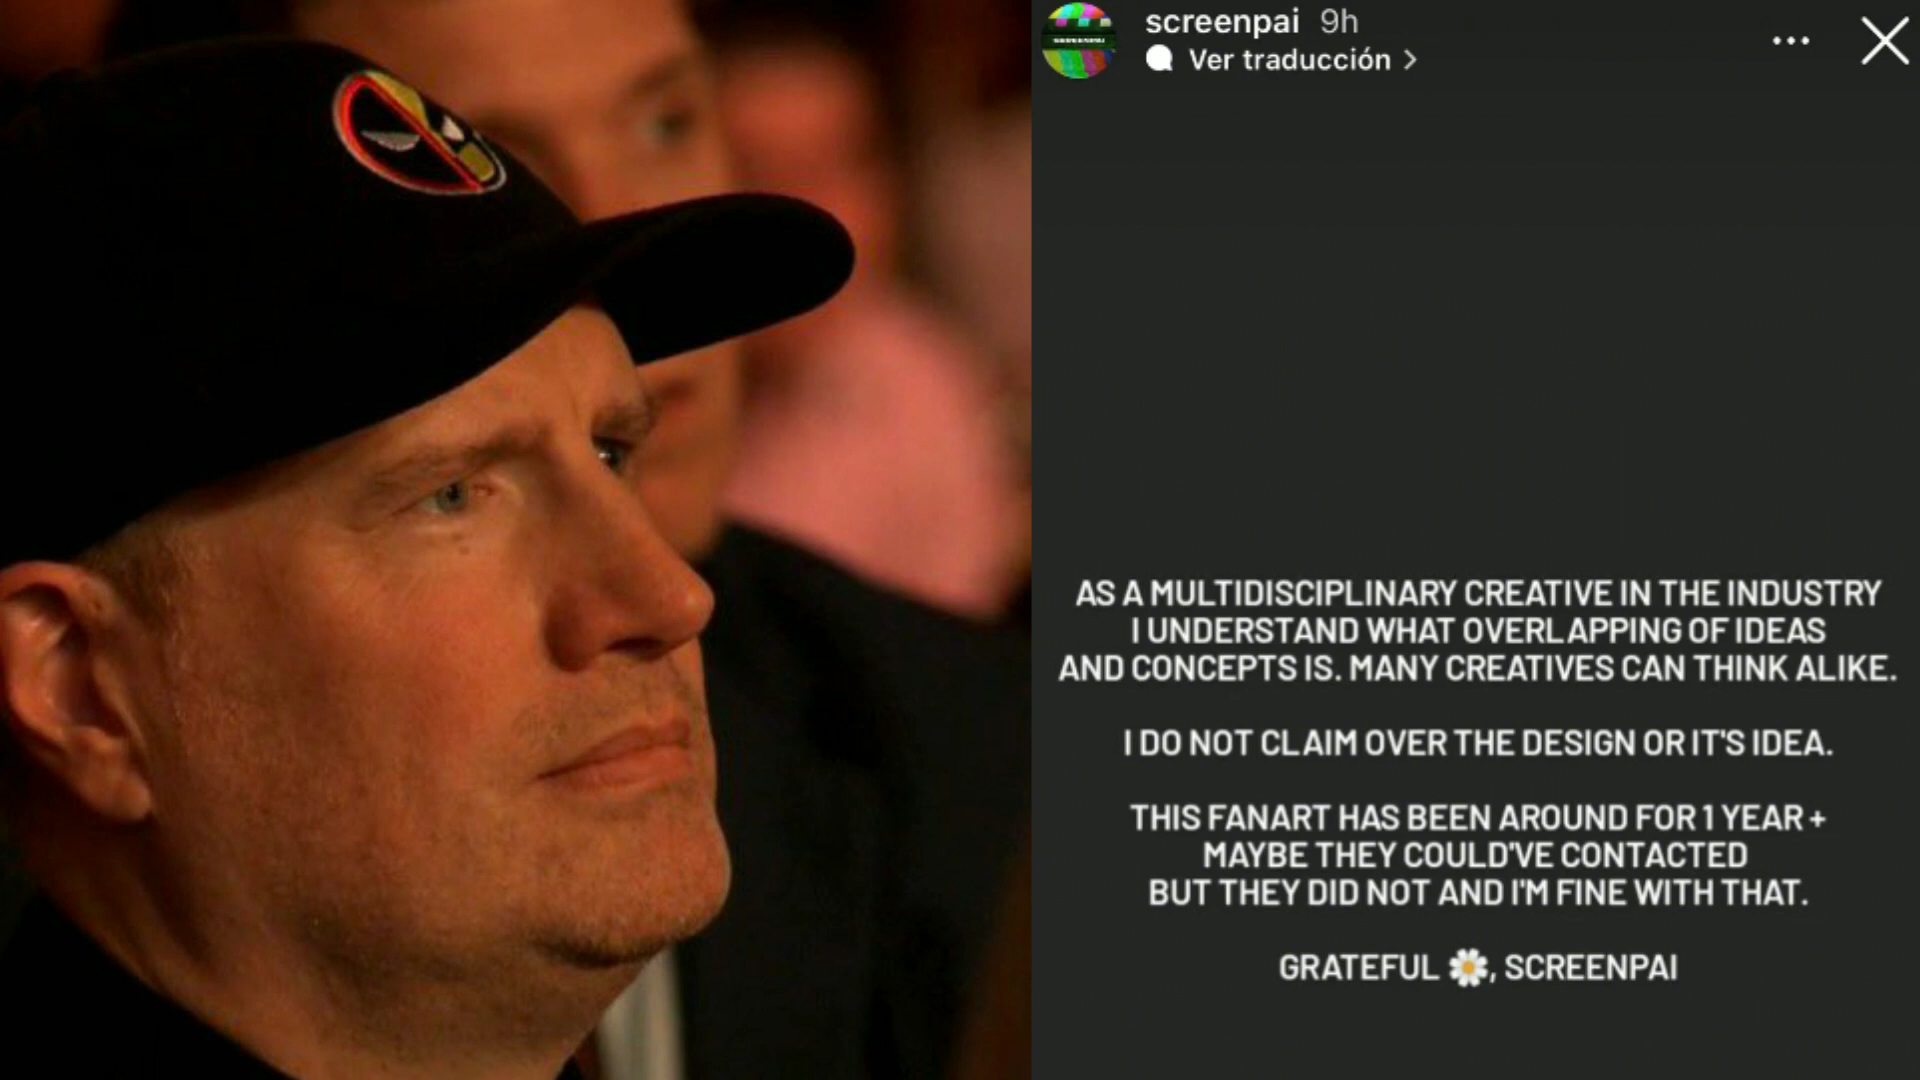 screenpai 9h
Ver traducción >
AS A MULTIDISCIPLINARY CREATIVE IN THE INDUSTRY
I UNDERSTAND WHAT OVERLAPPING OF IDEAS
AND CONCEPTS IS. MANY CREATIVES CAN THINK ALIKE.
I DO NOT CLAIM OVER THE DESIGN OR IT'S IDEA.
THIS FANART HAS BEEN AROUND FOR 1 YEAR +
MAYBE THEY COULD'VE CONTACTED
BUT THEY DID NOT AND I'M FINE WITH THAT.
GRATEFUL 🌼, SCREENPAI